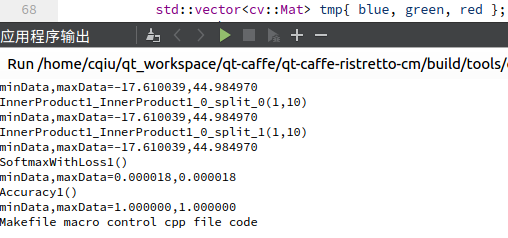 68 std::vector<cv::Mat> tmp{ blue, green, red };
应用程序输出
Run /home/cqiu/qt_workspace/qt-caffe/qt-caffe-ristretto-cm/build/tools/
minData,maxData=-17.610039,44.984970
InnerProduct1_InnerProduct1_0_split_0(1,10)
minData,maxData=-17.610039,44.984970
InnerProduct1_InnerProduct1_0_split_1(1,10)
minData,maxData=-17.610039,44.984970
SoftmaxWithLoss1()
minData,maxData=0.000018,0.000018
Accuracy1()
minData,maxData=1.000000,1.000000
Makefile macro control cpp file code